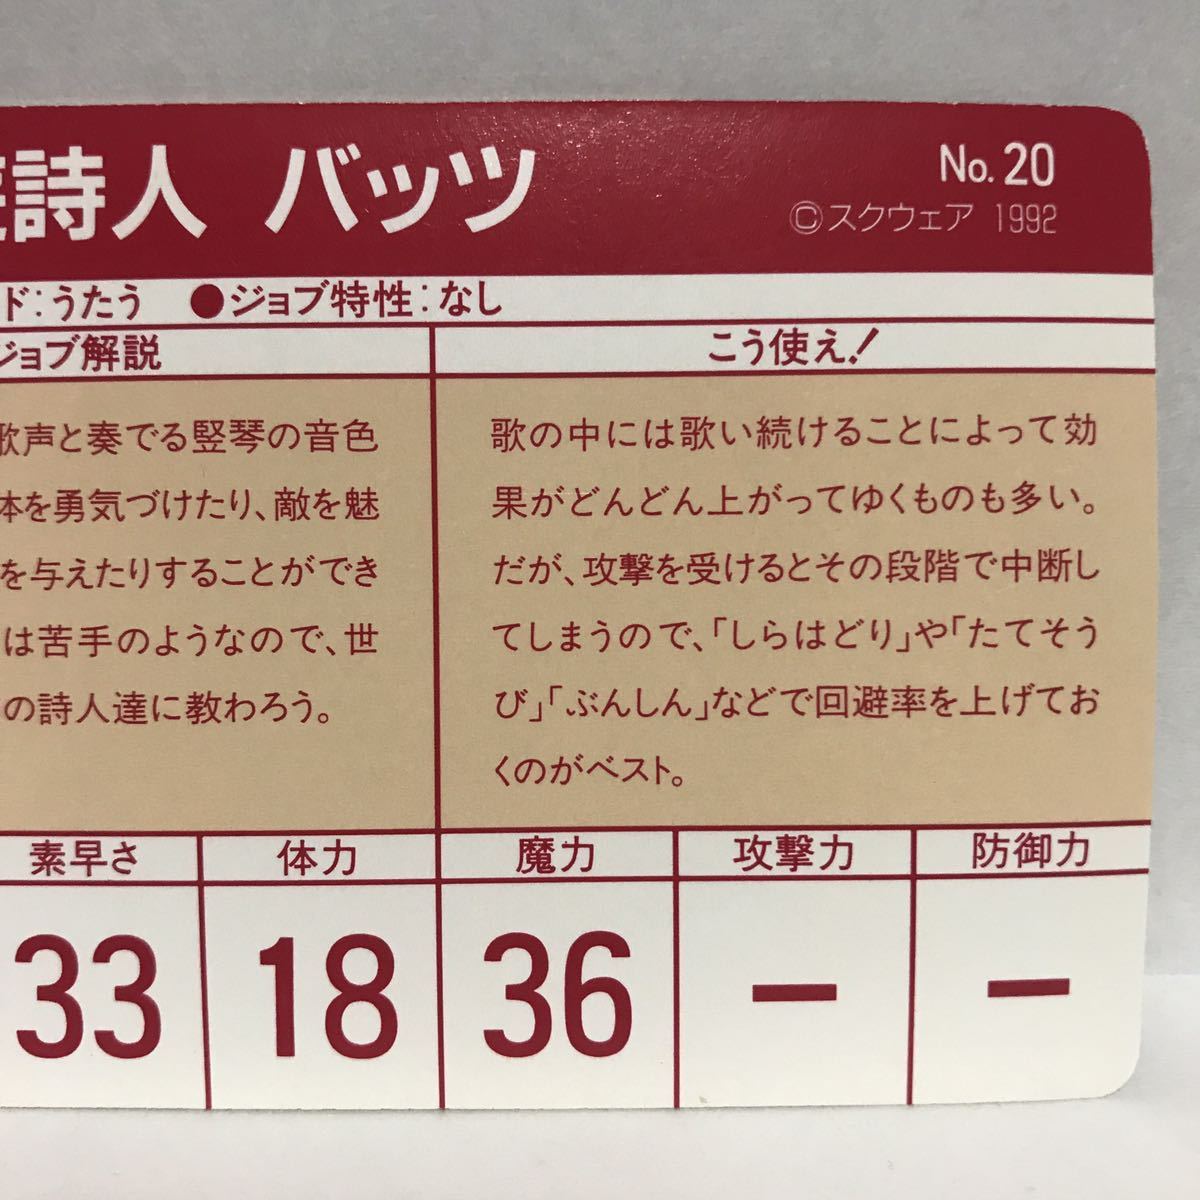 詩人 バッツ
No.20
©スクウェア 1992
ド:うたう ●ジョブ特性:なし
ジョブ解説
歌声と奏でる竪琴の音色
体を勇気づけたり、敵を魅
を与えたりすることができ
は苦手のようなので、世
の詩人達に教わろう。
こう使え!
歌の中には歌い続けることによって効
果がどんどん上がってゆくものも多い。
だが、攻撃を受けるとその段階で中断し
てしまうので、「しらはどり」や「たてそう
び」「ぶんしん」などで回避率を上げてお
くのがベスト。
素早さ 体力 魔力 攻撃力 防御力
33 18 36 ー ー